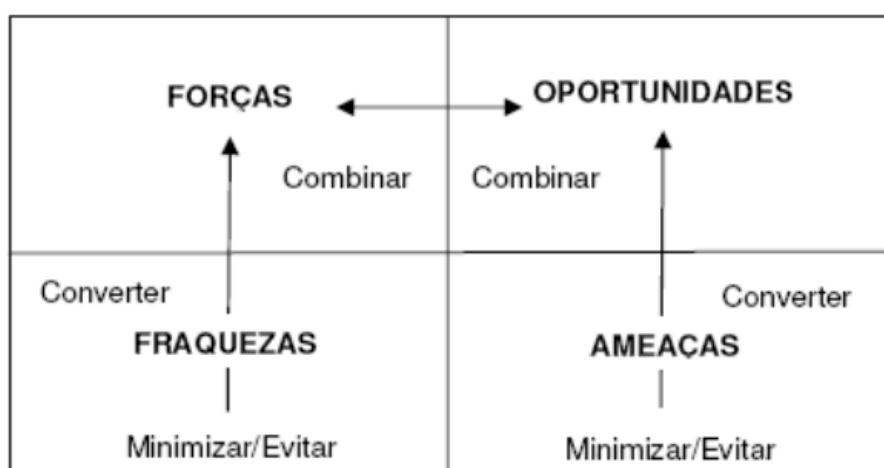 FORÇAS
OPORTUNIDADES
Combinar
Combinar
Converter
Converter
FRAQUEZAS
AMEAÇAS
Minimizar/Evitar
Minimizar/Evitar